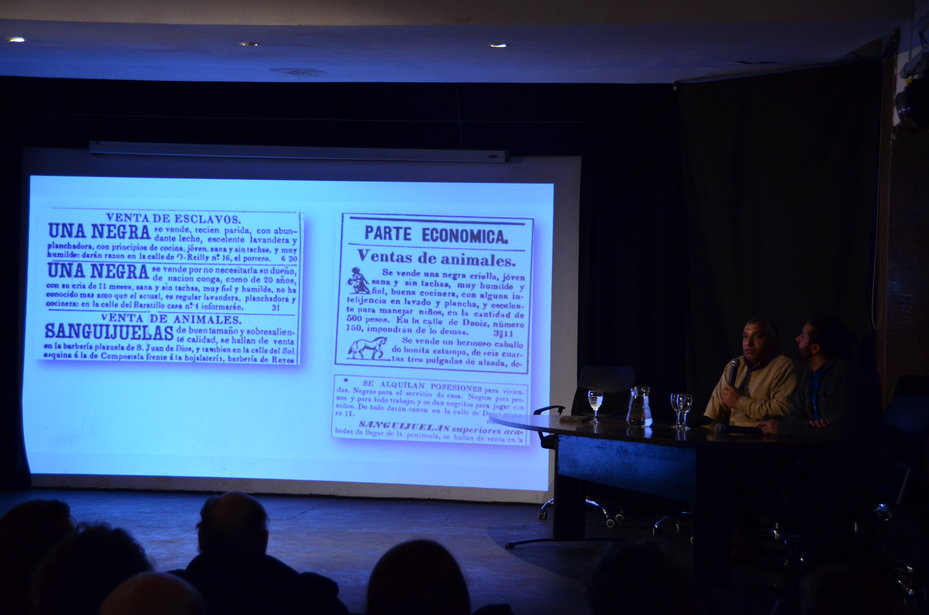 VENTA DE ESCLAVOS.
UNA NEGRA se vende, recien parida, con abun-
dante leche, escelente lavandera y
planchadora, con principios de cocina, jóven, sana y sin tachas, y muy
humilde: darán razon en la calle de O-Reilly nº 16, el portero. 6 30
UNA NEGRA se vende por no necesitarla su dueño,
de nacion conga, como de 20 años,
con su cria de 11 meses, sana y sin tachas, muy fiel y humilde, no ha
conocido mas amo que el actual, es regular lavandera, planchadora y
cocinera: en la calle del Baratillo casa nº 4 informarán. 31
VENTA DE ANIMALES.
SANGUIJUELAS de buen tamaño y sobresalien-
te calidad, se hallan de venta
en la barbería plazuela de S. Juan de Dios, y tambien en la calle del Sol
esquina á la de Compostela frente á la hojalatería, barbería de Reyes
PARTE ECONOMICA.
Ventas de animales.
Se vende una negra criolla, jóven
sana y sin tachas, muy humilde y
fiel, buena cocinera, con alguna in-
telijencia en lavado y plancha, y escelen-
te para manejar niños, en la cantidad de
500 pesos. En la calle de Daoiz, número
150, impondrán de lo demas. 3 11
Se vende un hermoso caballo
de bonita estampa, de seis cuar-
tas tres pulgadas de alzada, de-
SE ALQUILAN POSESIONES para vivien-
das. Negras para el servicio de casa. Negros para peo-
nes y para todo trabajo, y se dan negritos para jugar con
niños. De todo darán razon en la calle de número
11.
SANGUIJUELAS superiores aca-
badas de llegar de la península, se hallan de venta en la